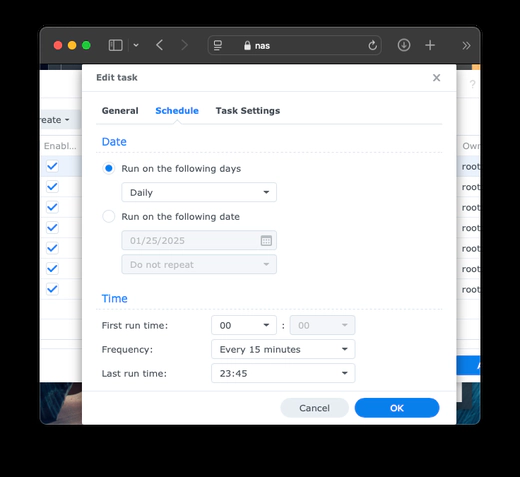 nas
Edit task
General Schedule Task Settings
reate
Enabl...
Own
Date
Run on the following days
Daily
Run on the following date
01/25/2025
Do not repeat
Time
First run time: 00 : 00
Frequency: Every 15 minutes
Last run time: 23:45
Cancel OK
root
root
root
root
root
root
root